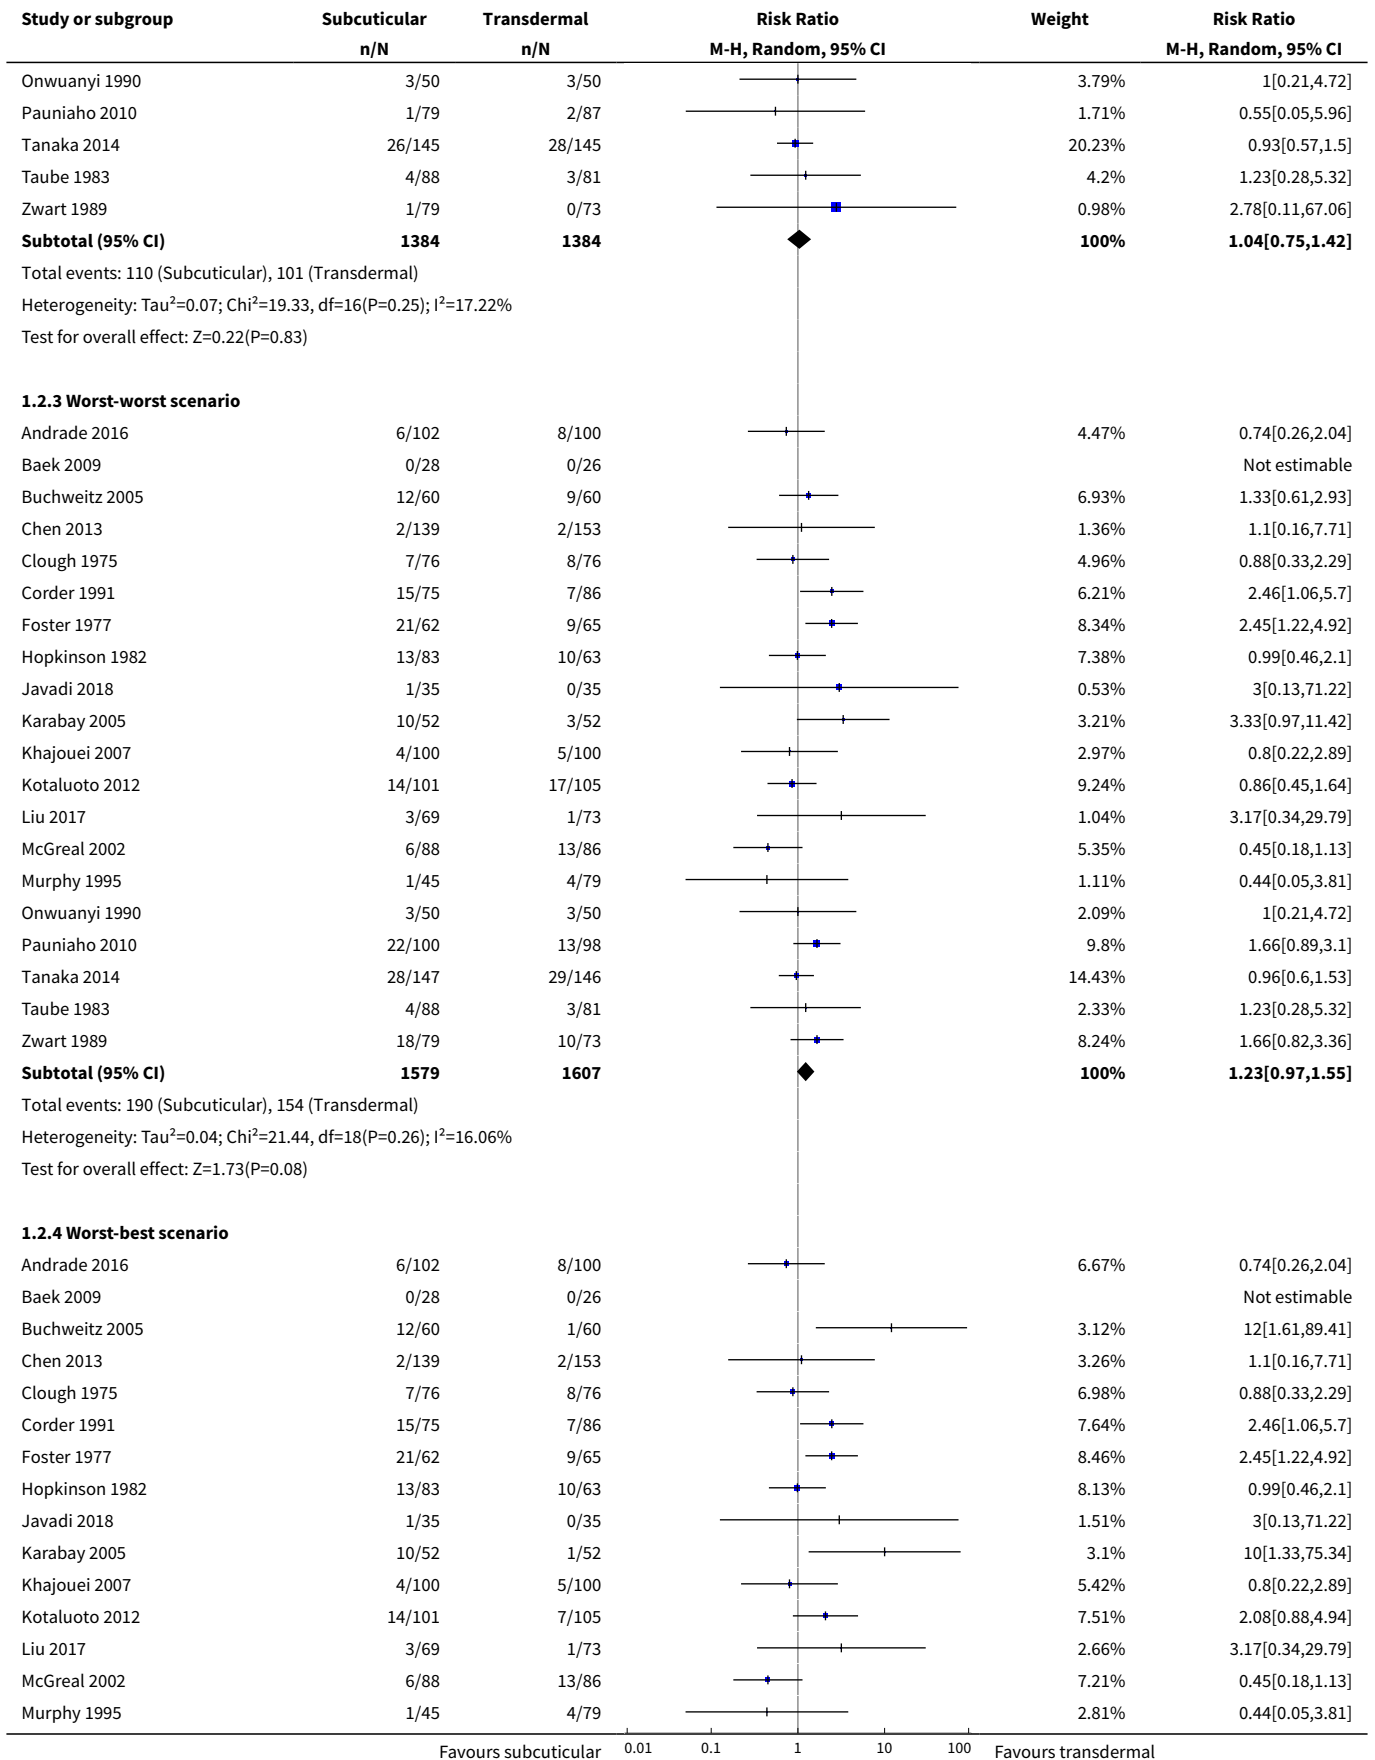 Study or subgroup Subcuticular Transdermal Risk Ratio Weight Risk Ratio
n/N n/N M-H, Random, 95% CI M-H, Random, 95% CI
Onwuanyi 1990 3/50 3/50 3.79% 1[0.21,4.72]
Pauniaho 2010 1/79 2/87 1.71% 0.55[0.05,5.96]
Tanaka 2014 26/145 28/145 20.23% 0.93[0.57,1.5]
Taube 1983 4/88 3/81 4.2% 1.23[0.28,5.32]
Zwart 1989 1/79 0/73 0.98% 2.78[0.11,67.06]
Subtotal (95% CI) 1384 1384 100% 1.04[0.75,1.42]
Total events: 110 (Subcuticular), 101 (Transdermal)
Heterogeneity: Tau²=0.07; Chi²=19.33, df=16(P=0.25); I²=17.22%
Test for overall effect: Z=0.22(P=0.83)
1.2.3 Worst-worst scenario
Andrade 2016 6/102 8/100 4.47% 0.74[0.26,2.04]
Baek 2009 0/28 0/26 Not estimable
Buchweitz 2005 12/60 9/60 6.93% 1.33[0.61,2.93]
Chen 2013 2/139 2/153 1.36% 1.1[0.16,7.71]
Clough 1975 7/76 8/76 4.96% 0.88[0.33,2.29]
Corder 1991 15/75 7/86 6.21% 2.46[1.06,5.7]
Foster 1977 21/62 9/65 8.34% 2.45[1.22,4.92]
Hopkinson 1982 13/83 10/63 7.38% 0.99[0.46,2.1]
Javadi 2018 1/35 0/35 0.53% 3[0.13,71.22]
Karabay 2005 10/52 3/52 3.21% 3.33[0.97,11.42]
Khajouei 2007 4/100 5/100 2.97% 0.8[0.22,2.89]
Kotaluoto 2012 14/101 17/105 9.24% 0.86[0.45,1.64]
Liu 2017 3/69 1/73 1.04% 3.17[0.34,29.79]
McGreal 2002 6/88 13/86 5.35% 0.45[0.18,1.13]
Murphy 1995 1/45 4/79 1.11% 0.44[0.05,3.81]
Onwuanyi 1990 3/50 3/50 2.09% 1[0.21,4.72]
Pauniaho 2010 22/100 13/98 9.8% 1.66[0.89,3.1]
Tanaka 2014 28/147 29/146 14.43% 0.96[0.6,1.53]
Taube 1983 4/88 3/81 2.33% 1.23[0.28,5.32]
Zwart 1989 18/79 10/73 8.24% 1.66[0.82,3.36]
Subtotal (95% CI) 1579 1607 100% 1.23[0.97,1.55]
Total events: 190 (Subcuticular), 154 (Transdermal)
Heterogeneity: Tau²=0.04; Chi²=21.44, df=18(P=0.26); I²=16.06%
Test for overall effect: Z=1.73(P=0.08)
1.2.4 Worst-best scenario
Andrade 2016 6/102 8/100 6.67% 0.74[0.26,2.04]
Baek 2009 0/28 0/26 Not estimable
Buchweitz 2005 12/60 1/60 3.12% 12[1.61,89.41]
Chen 2013 2/139 2/153 3.26% 1.1[0.16,7.71]
Clough 1975 7/76 8/76 6.98% 0.88[0.33,2.29]
Corder 1991 15/75 7/86 7.64% 2.46[1.06,5.7]
Foster 1977 21/62 9/65 8.46% 2.45[1.22,4.92]
Hopkinson 1982 13/83 10/63 8.13% 0.99[0.46,2.1]
Javadi 2018 1/35 0/35 1.51% 3[0.13,71.22]
Karabay 2005 10/52 1/52 3.1% 10[1.33,75.34]
Khajouei 2007 4/100 5/100 5.42% 0.8[0.22,2.89]
Kotaluoto 2012 14/101 7/105 7.51% 2.08[0.88,4.94]
Liu 2017 3/69 1/73 2.66% 3.17[0.34,29.79]
McGreal 2002 6/88 13/86 7.21% 0.45[0.18,1.13]
Murphy 1995 1/45 4/79 2.81% 0.44[0.05,3.81]
Favours subcuticular 0.01 0.1 1 10 100 Favours transdermal